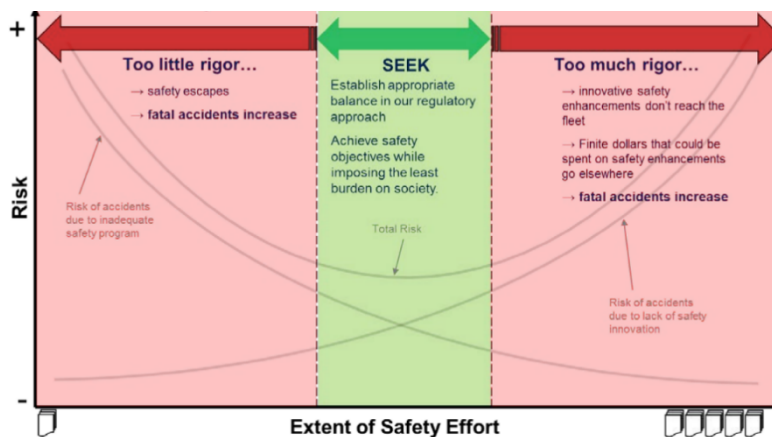 +
Too little rigor…
→ safety escapes
→ fatal accidents increase
SEEK
Establish appropriate
balance in our regulatory
approach
Achieve safety
objectives while
imposing the least
burden on society.
Too much rigor…
→ innovative safety
enhancements don't reach the
fleet
→ Finite dollars that could be
spent on safety enhancements
go elsewhere
→ fatal accidents increase
Risk
Risk of accidents
due to inadequate
safety program
Total Risk
Risk of accidents
due to lack of safety
innovation
-
Extent of Safety Effort